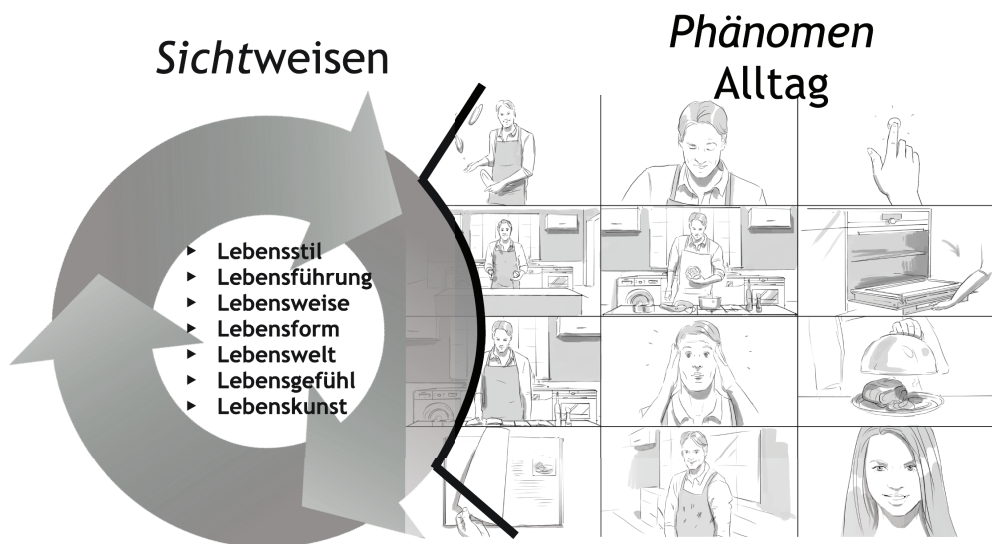 Sichtweisen
Phänomen
Alltag
Lebensstil
Lebensführung
Lebensweise
Lebensform
Lebenswelt
Lebensgefühl
Lebenskunst